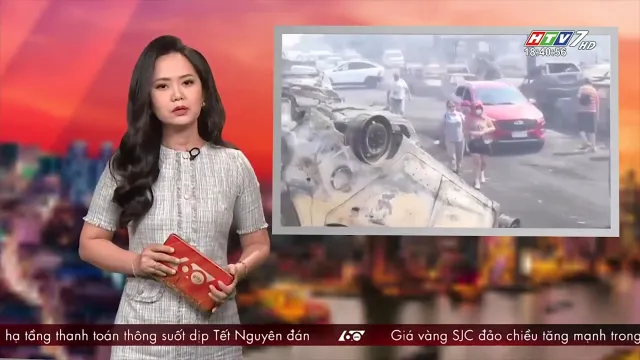 HTV7 HD
18:40:56
hạ tầng thanh toán thông suốt dịp Tết Nguyên đán 60 Giá vàng SJC đảo chiều tăng mạnh trong